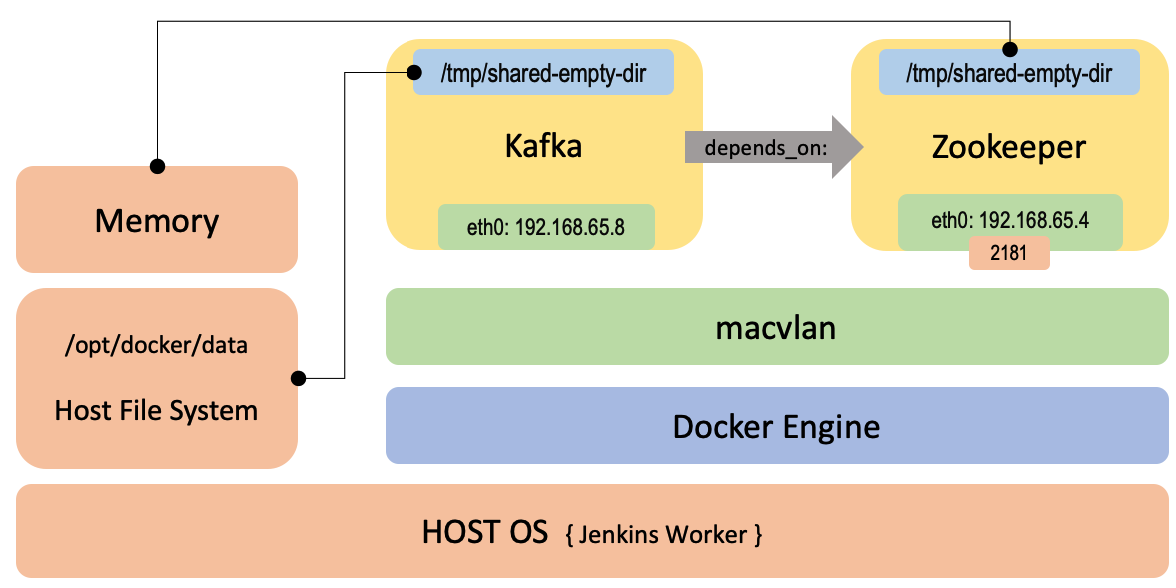 /tmp/shared-empty-dir
/tmp/shared-empty-dir
Kafka
depends_on:
Zookeeper
Memory
eth0: 192.168.65.8
eth0: 192.168.65.4
2181
/opt/docker/data
Host File System
macvlan
Docker Engine
HOST OS { Jenkins Worker }